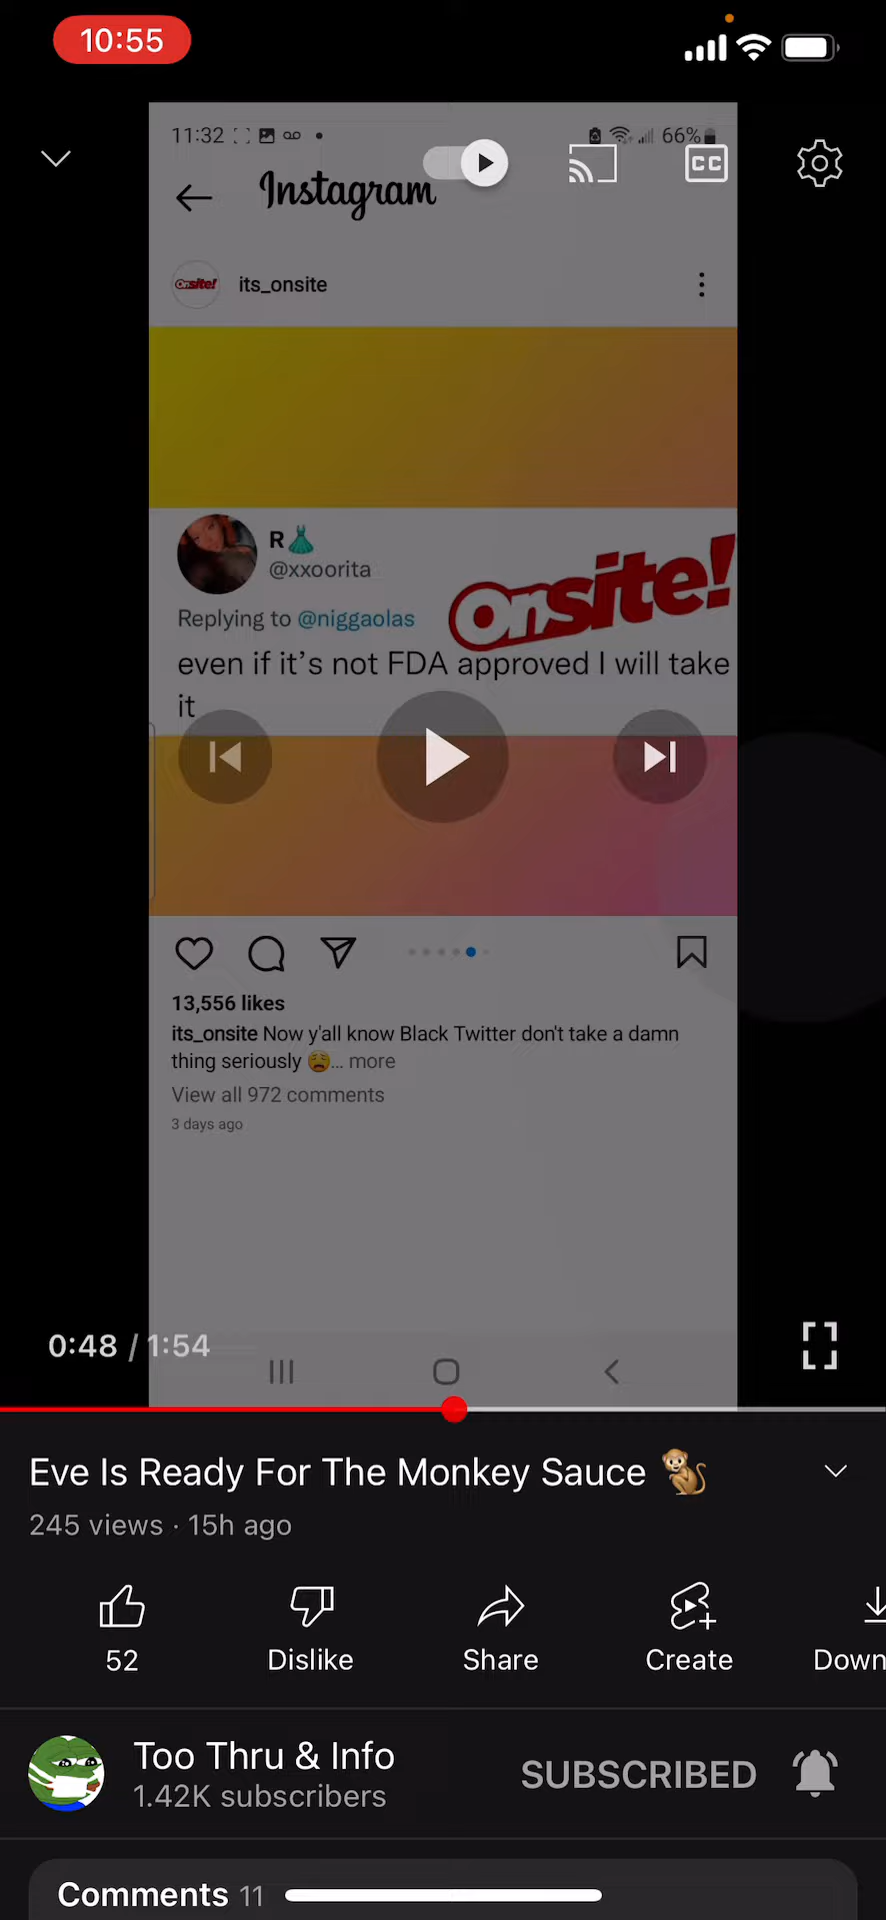 10:55
11:32
66%
Instagram
CC
Onsite!
its_onsite
R
@xxoorita
Onsite!
Replying to @niggaolas
even if it's not FDA approved I will take
it
13,556 likes
its_onsite Now y'all know Black Twitter don't take a damn
thing seriously 😩... more
View all 972 comments
3 days ago
0:48 / 1:54
Eve Is Ready For The Monkey Sauce 🐒
245 views · 15h ago
52
Dislike
Share
Create
Down
Too Thru & Info
1.42K subscribers
SUBSCRIBED
Comments 11